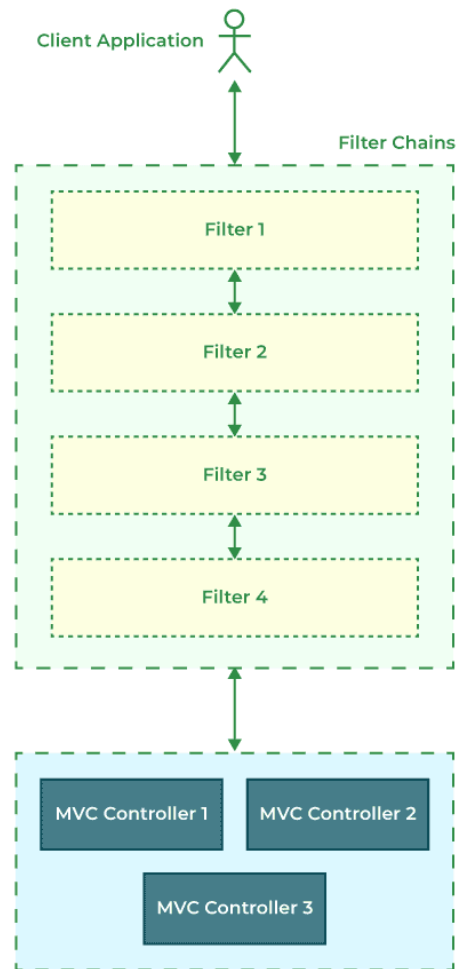 Client Application
Filter Chains
Filter 1
Filter 2
Filter 3
Filter 4
MVC Controller 1
MVC Controller 2
MVC Controller 3